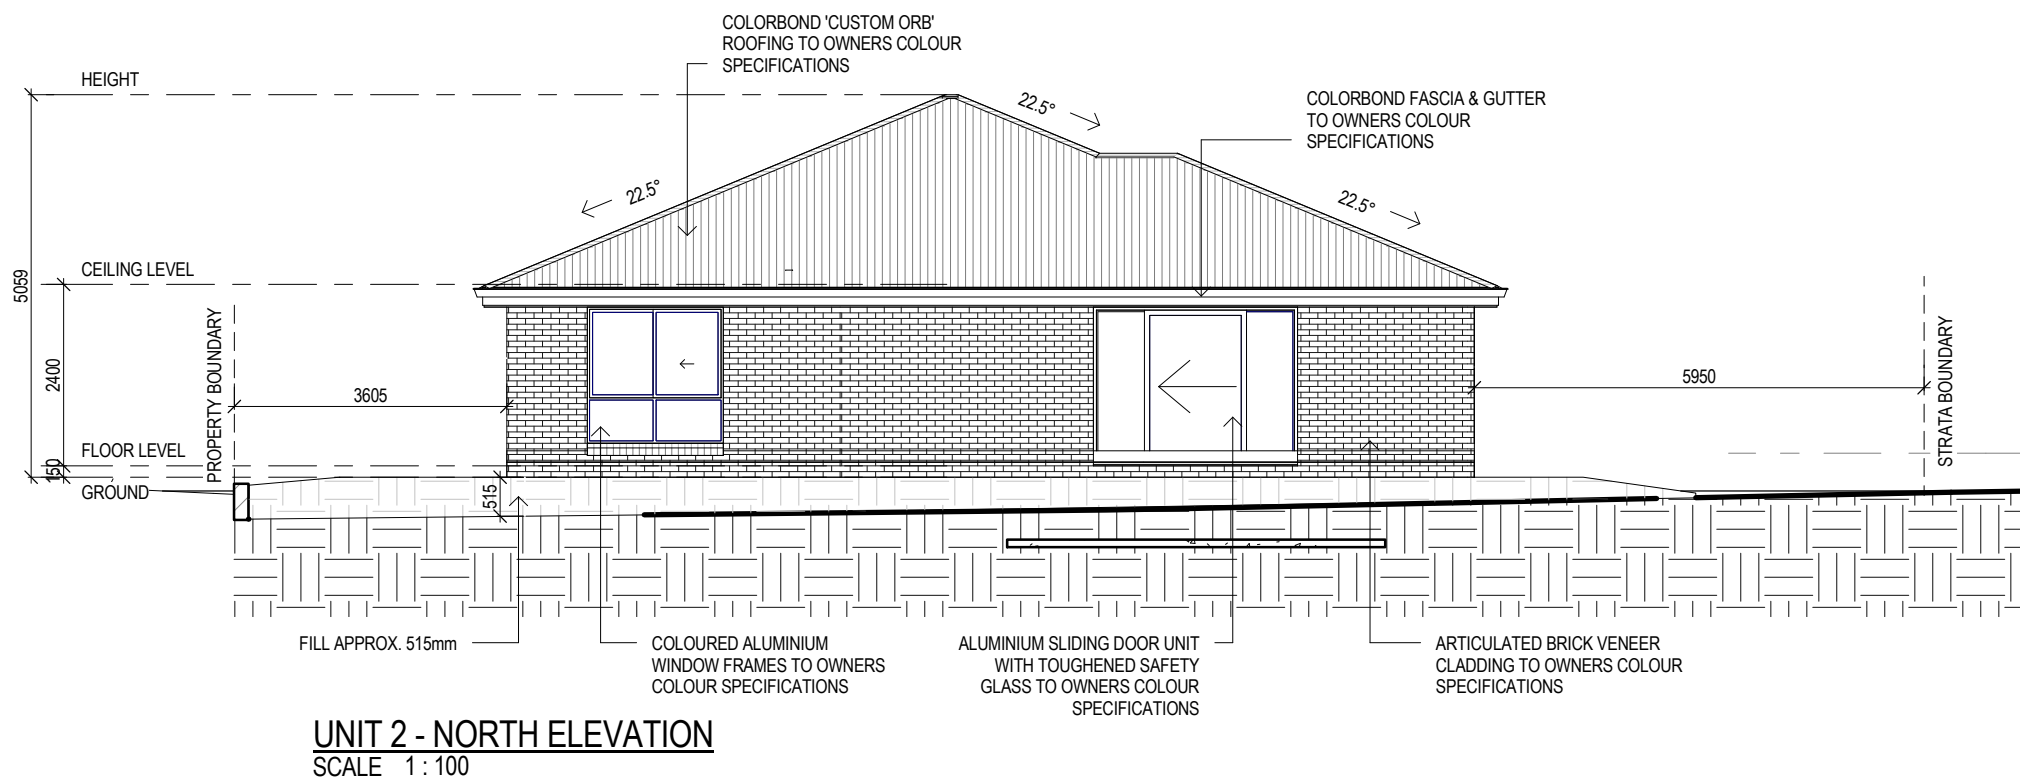 COLORBOND 'CUSTOM ORB'
ROOFING TO OWNERS COLOUR
SPECIFICATIONS
HEIGHT
22.5°
COLORBOND FASCIA & GUTTER
TO OWNERS COLOUR
SPECIFICATIONS
22.5°
22.5°
5059
CEILING LEVEL
2400
PROPERTY BOUNDARY
3605
5950
STRATA BOUNDARY
FLOOR LEVEL
150
GROUND
515
FILL APPROX. 515mm
COLOURED ALUMINIUM
WINDOW FRAMES TO OWNERS
COLOUR SPECIFICATIONS
ALUMINIUM SLIDING DOOR UNIT
WITH TOUGHENED SAFETY
GLASS TO OWNERS COLOUR
SPECIFICATIONS
ARTICULATED BRICK VENEER
CLADDING TO OWNERS COLOUR
SPECIFICATIONS
UNIT 2 - NORTH ELEVATION
SCALE 1 : 100